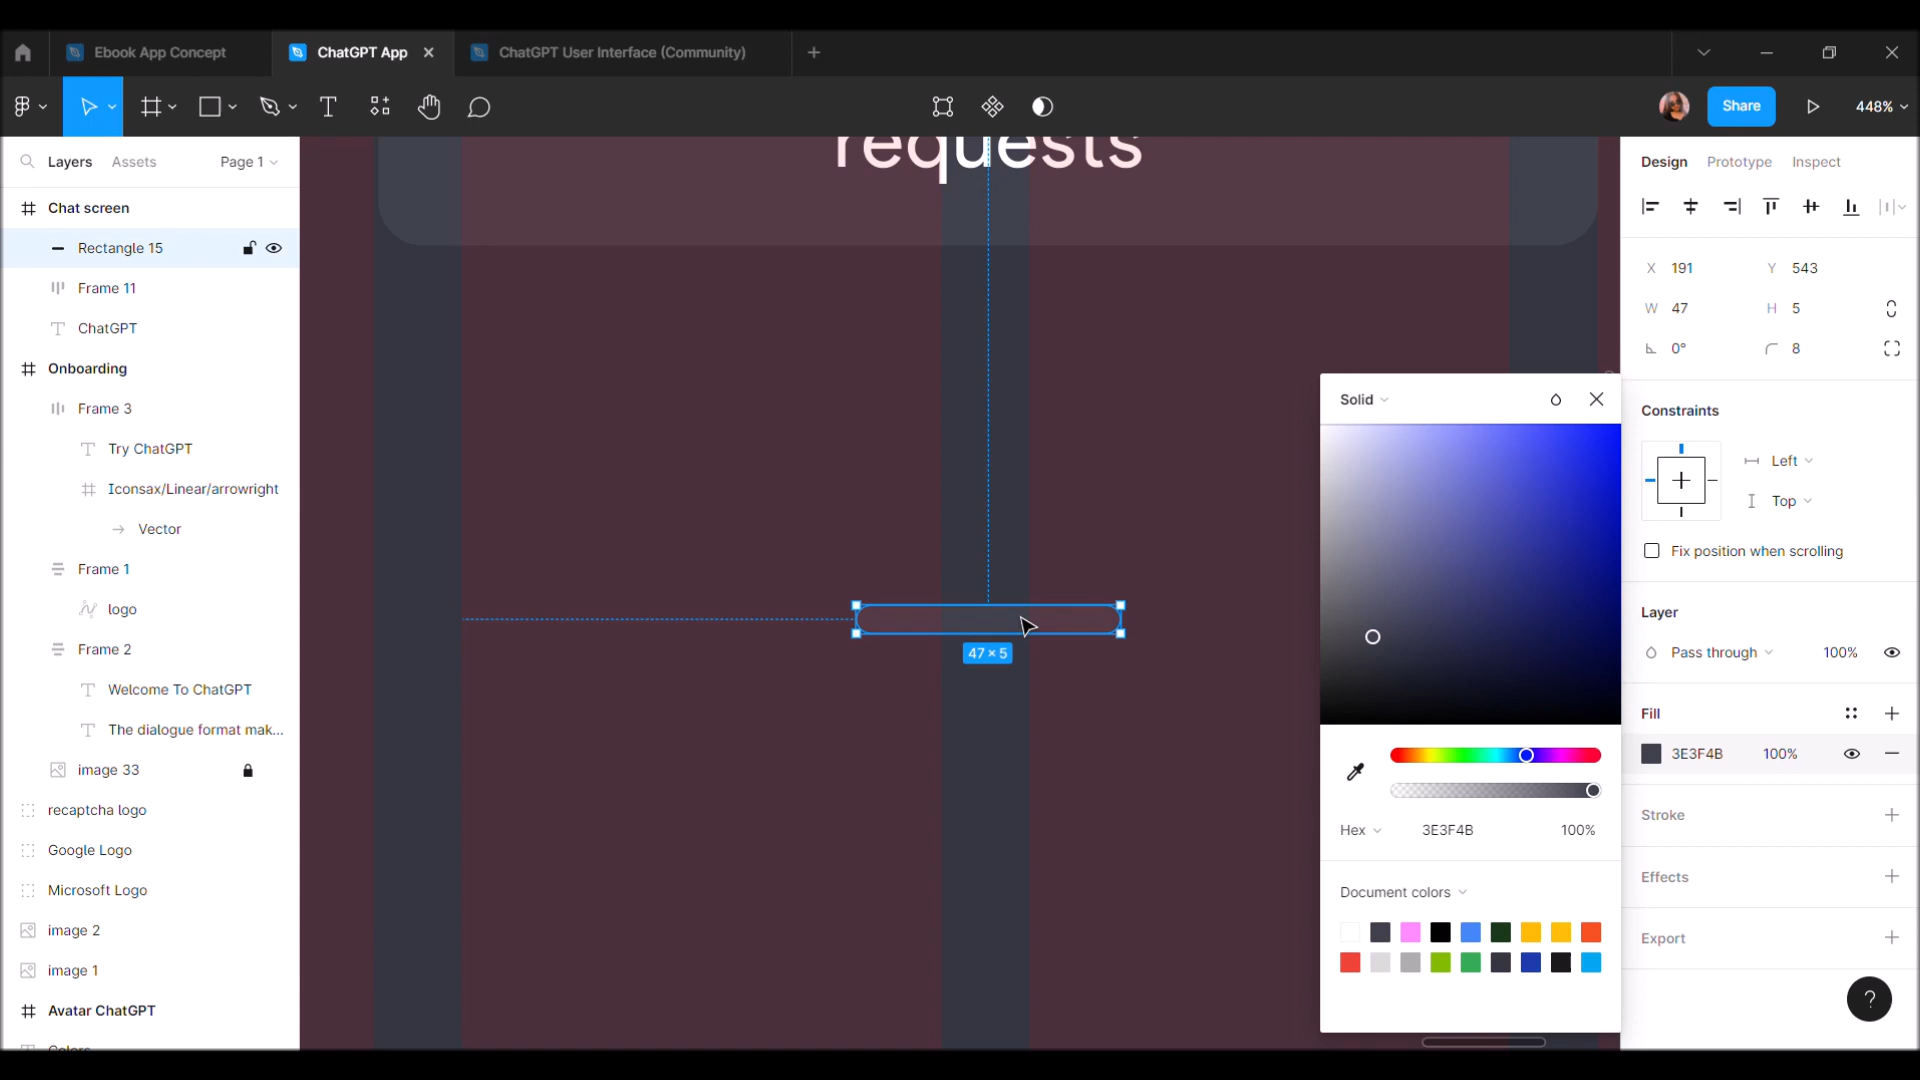 Ebook App Concept
ChatGPT App
ChatGPT User Interface (Community)
Share
448%
Layers
Assets
Page 1
Chat screen
Rectangle 15
Frame 11
ChatGPT
Onboarding
Frame 3
Try ChatGPT
Iconsax/Linear/arrowright
Vector
Frame 1
logo
Frame 2
Welcome To ChatGPT
The dialogue format mak...
image 33
recaptcha logo
Google Logo
Microsoft Logo
image 2
image 1
Avatar ChatGPT
Colors
requests
47 × 5
Solid
Hex
3E3F4B
100%
Document colors
Design
Prototype
Inspect
X 191
Y 543
W 47
H 5
0°
8
Constraints
Left
Top
Fix position when scrolling
Layer
Pass through
100%
Fill
3E3F4B
100%
Stroke
Effects
Export
?